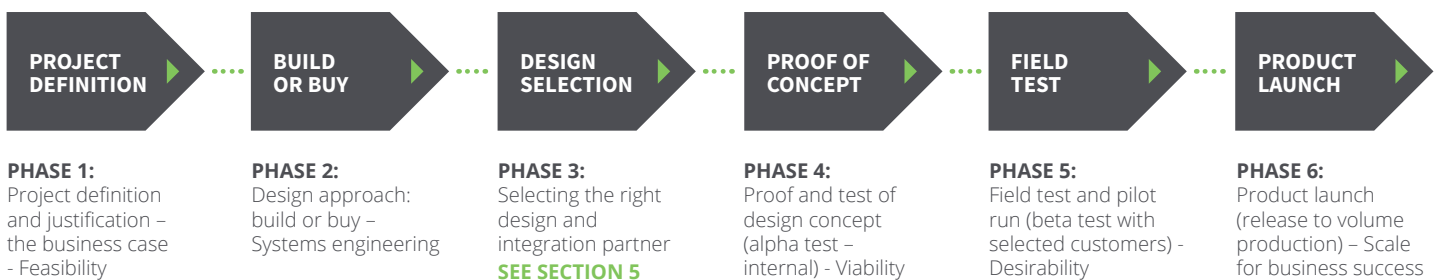 PROJECT
DEFINITION
BUILD
OR BUY
DESIGN
SELECTION
PROOF OF
CONCEPT
FIELD
TEST
PRODUCT
LAUNCH
PHASE 1:
Project definition
and justification –
the business case
- Feasibility
PHASE 2:
Design approach:
build or buy –
Systems engineering
PHASE 3:
Selecting the right
design and
integration partner
SEE SECTION 5
PHASE 4:
Proof and test of
design concept
(alpha test –
internal) - Viability
PHASE 5:
Field test and pilot
run (beta test with
selected customers) -
Desirability
PHASE 6:
Product launch
(release to volume
production) – Scale
for business success